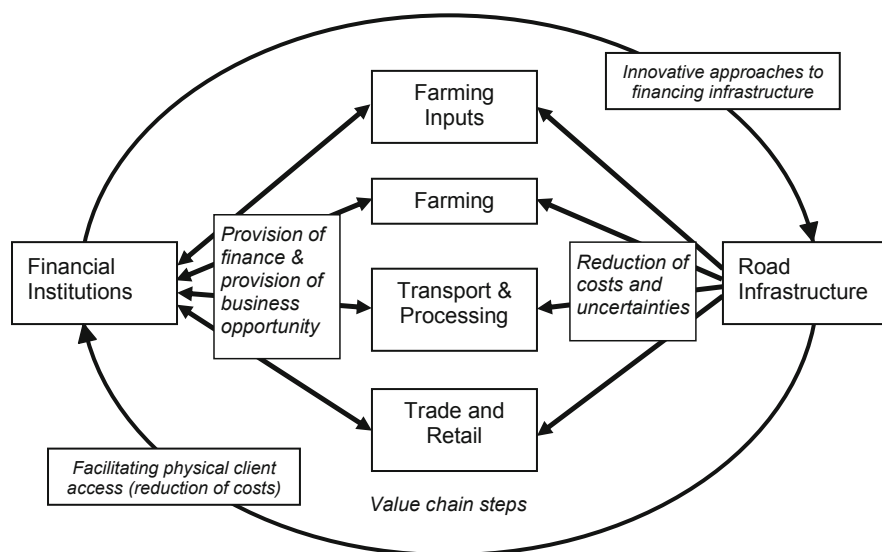 Innovative approaches to
financing infrastructure
Farming
Inputs
Farming
Financial
Institutions
Provision of
finance &
provision of
business
opportunity
Transport &
Processing
Reduction of
costs and
uncertainties
Road
Infrastructure
Trade and
Retail
Facilitating physical client
access (reduction of costs)
Value chain steps